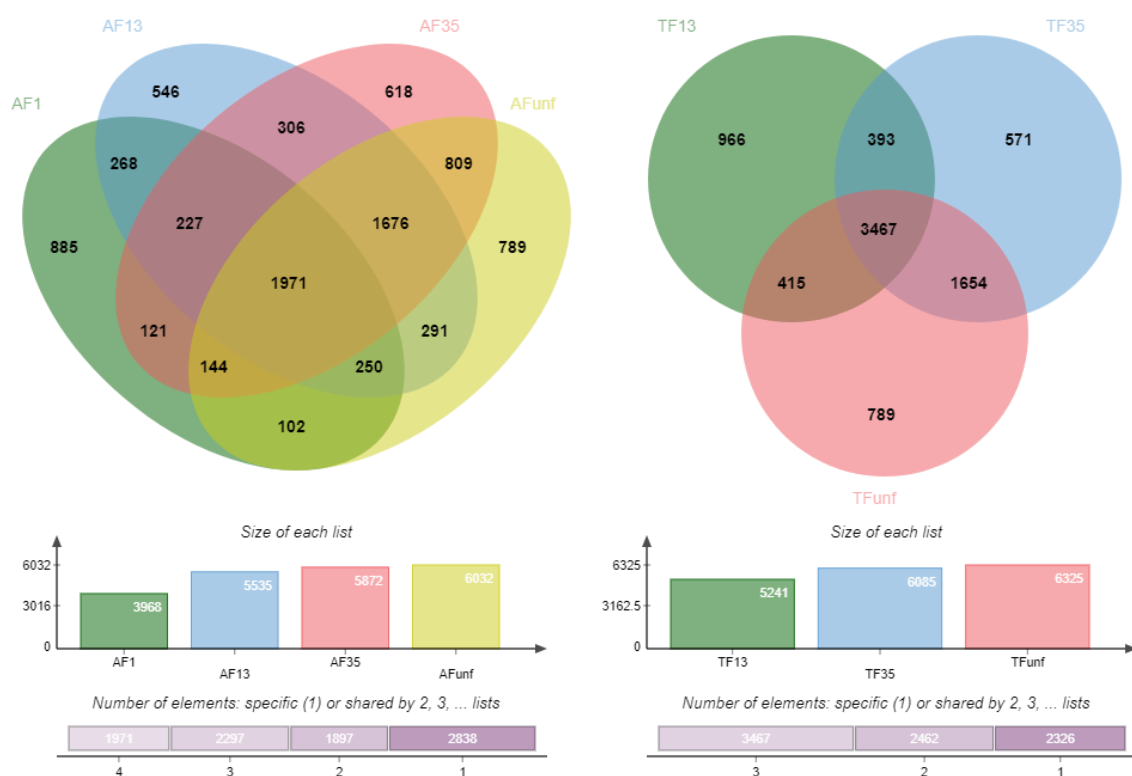 AF13
AF35
AF1
AFunf
546
618
306
268
809
227
1676
885
789
1971
121
291
144
250
102
Size of each list
6032
3016
0
3968
5535
5872
6032
AF1
AF13
AF35
AFunf
Number of elements: specific (1) or shared by 2, 3, ... lists
1971
2297
1897
2838
4
3
2
1
TF13
TF35
966
393
571
3467
415
1654
789
TFunf
Size of each list
6325
3162.5
0
5241
6085
6325
TF13
TF35
TFunf
Number of elements: specific (1) or shared by 2, 3, ... lists
3467
2462
2326
3
2
1